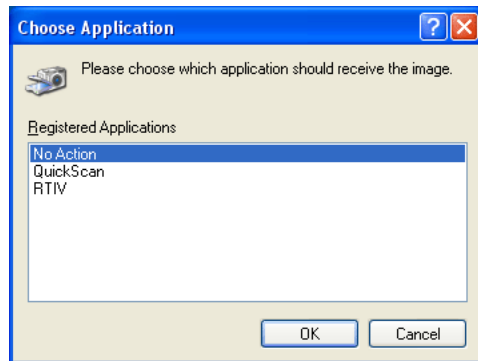 Choose Application
?
Please choose which application should receive the image.
Registered Applications
No Action
QuickScan
RTIV
OK Cancel